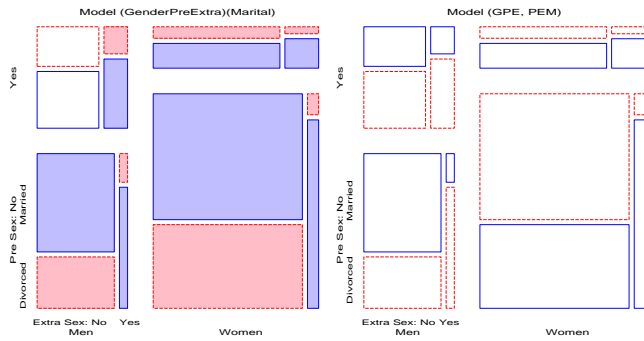 Model (GenderPreExtra)(Marital)
Yes
Pre Sex: No
Married
Divorced
Extra Sex: No Yes
Men Women
Model (GPE, PEM)
Yes
Pre Sex: No
Married
Divorced
Extra Sex: No Yes
Men Women